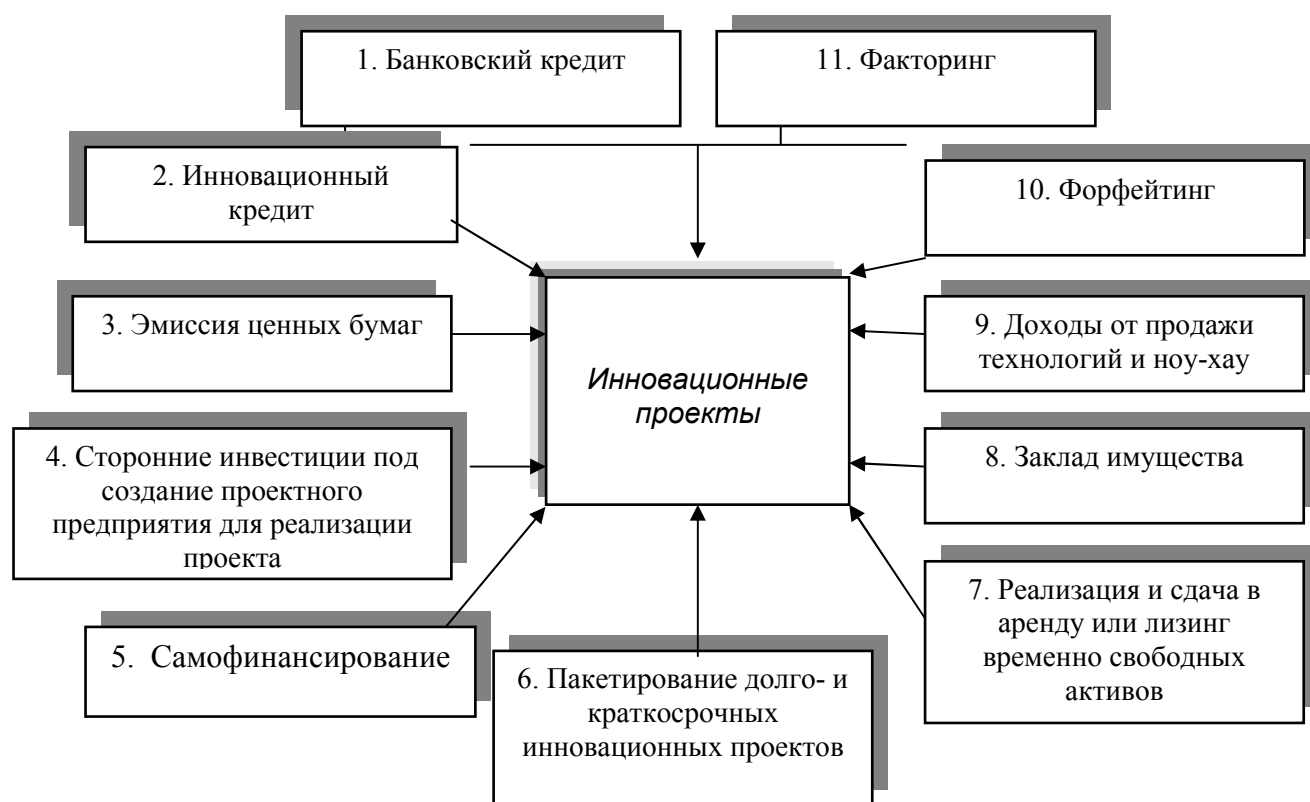 1. Банковский кредит
11. Факторинг
2. Инновационный
кредит
10. Форфейтинг
3. Эмиссия ценных бумаг
9. Доходы от продажи
технологий и ноу-хау
Инновационные
проекты
4. Сторонние инвестиции под
создание проектного
предприятия для реализации
проекта
8. Заклад имущества
5. Самофинансирование
6. Пакетирование долго- и
краткосрочных
инновационных проектов
7. Реализация и сдача в
аренду или лизинг
временно свободных
активов